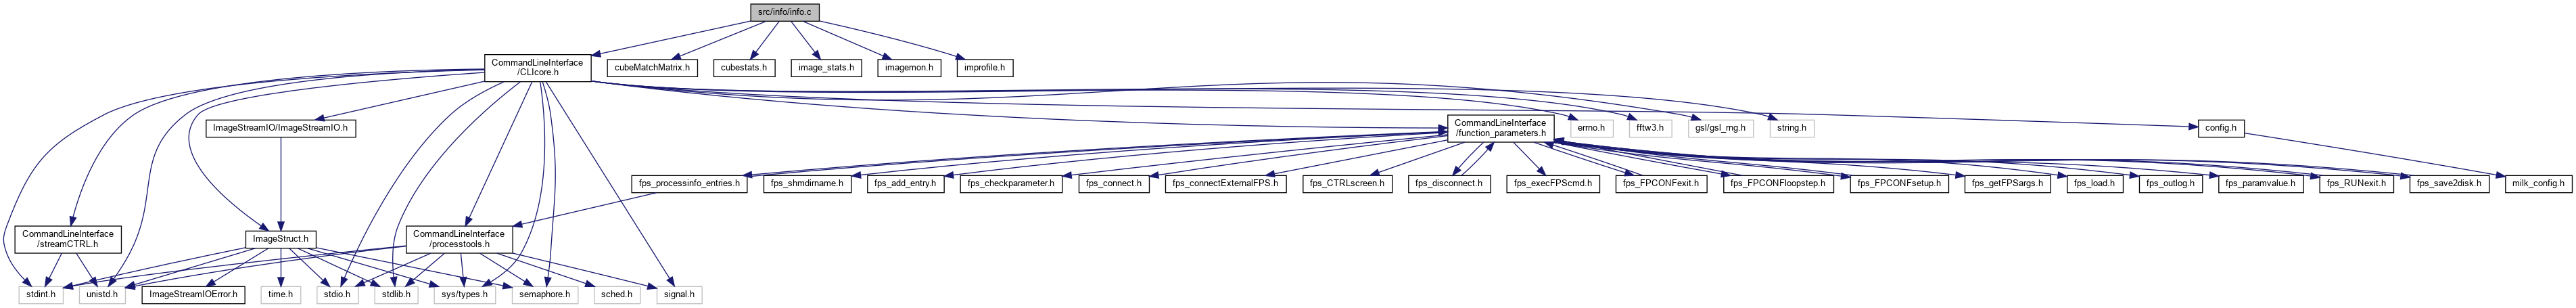 src/info/info.c
CommandLineInterface
/CLIcore.h
cubeMatchMatrix.h
cubestats.h
image_stats.h
imagemon.h
improfile.h
ImageStreamIO/ImageStreamIO.h
CommandLineInterface
/function_parameters.h
errno.h
fftw3.h
gsl/gsl_rng.h
string.h
config.h
fps_processinfo_entries.h
fps_shmdirname.h
fps_add_entry.h
fps_checkparameter.h
fps_connect.h
fps_connectExternalFPS.h
fps_CTRLscreen.h
fps_disconnect.h
fps_execFPScmd.h
fps_FPCONFexit.h
fps_FPCONFloopstep.h
fps_FPCONFsetup.h
fps_getFPSargs.h
fps_load.h
fps_outlog.h
fps_paramvalue.h
fps_RUNexit.h
fps_save2disk.h
milk_config.h
CommandLineInterface
/streamCTRL.h
ImageStruct.h
CommandLineInterface
/processtools.h
stdint.h
unistd.h
ImageStreamIOError.h
time.h
stdio.h
stdlib.h
sys/types.h
semaphore.h
sched.h
signal.h